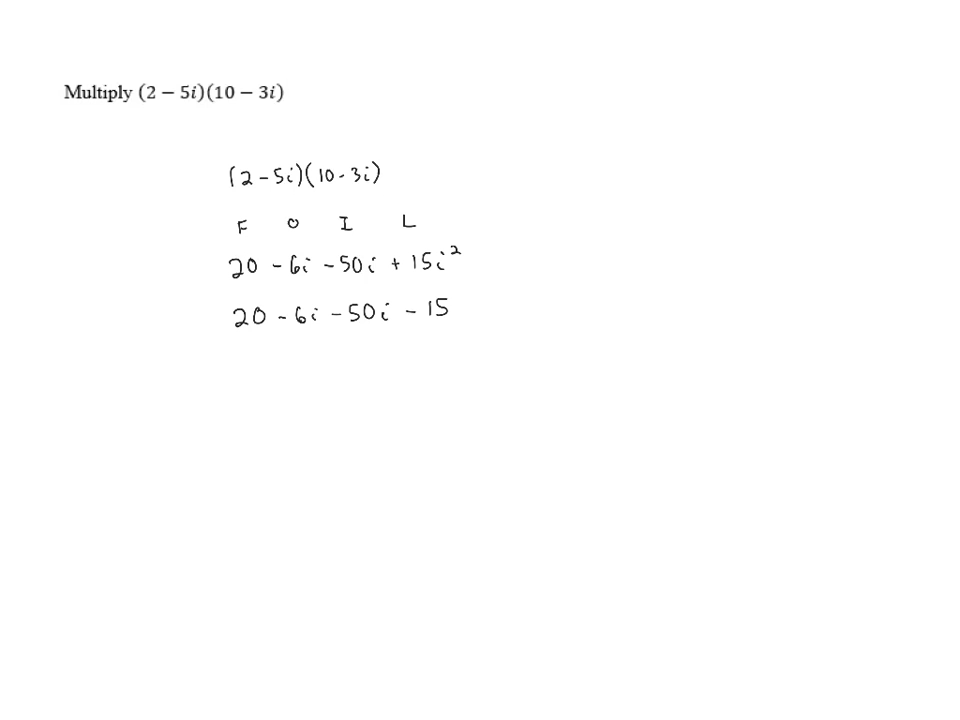 Multiply (2 − 5i)(10 − 3i)
(2 - 5i)(10 - 3i)
F O I L
20 - 6i - 50i + 15i²
20 - 6i - 50i - 15